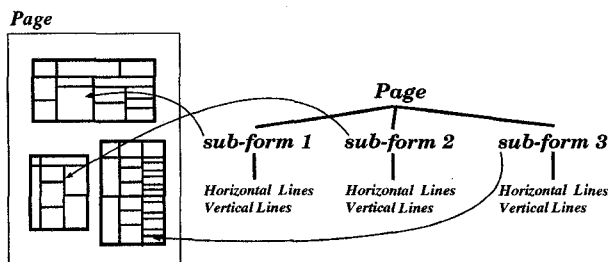 Page
Page
sub-form 1 sub-form 2 sub-form 3
Horizontal Lines Horizontal Lines Horizontal Lines
Vertical Lines Vertical Lines Vertical Lines